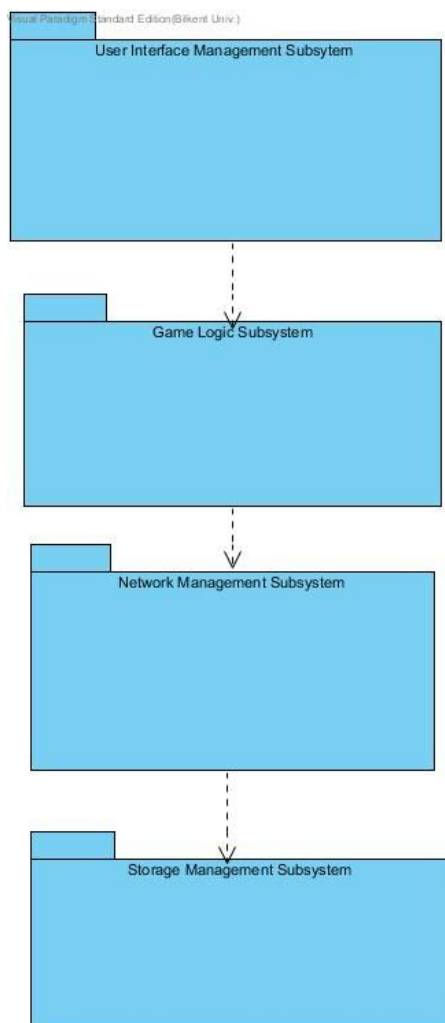 Visual Paradigm Standard Edition(Bilkent Univ.)
User Interface Management Subsytem
Game Logic Subsystem
Network Management Subsystem
Storage Management Subsystem